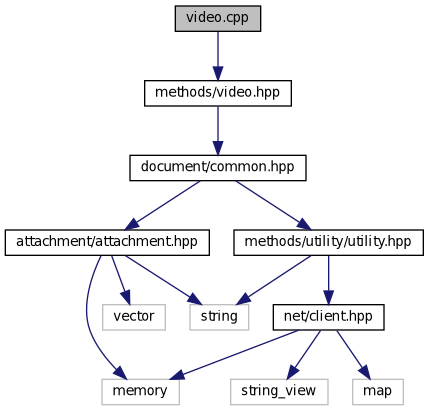 video.cpp
methods/video.hpp
document/common.hpp
attachment/attachment.hpp
methods/utility/utility.hpp
vector
string
net/client.hpp
memory
string_view
map